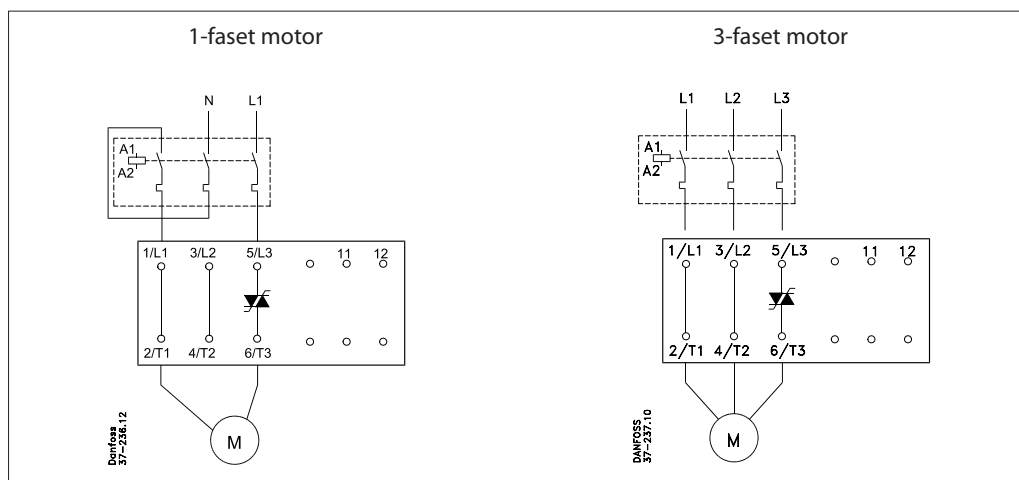 1-faset motor
N L1
A1
A2
1/L1 3/L2 5/L3 11 12
2/T1 4/T2 6/T3
M
Danfoss
37-236.12
3-faset motor
L1 L2 L3
A1
A2
1/L1 3/L2 5/L3 11 12
2/T1 4/T2 6/T3
M
DANFOSS
37-237.10